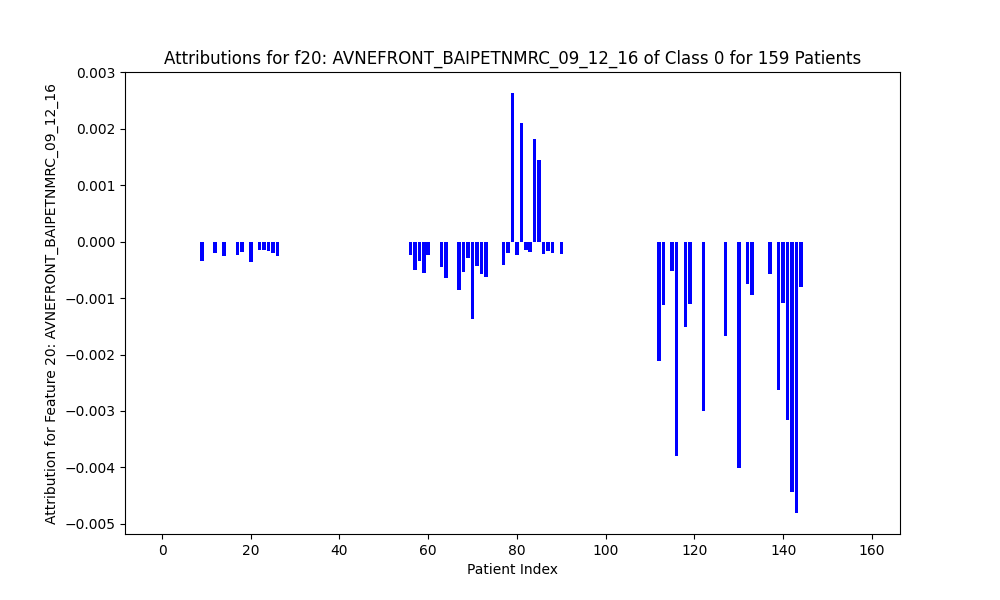 Attributions for f20: AVNEFRONT_BAIPETNMRC_09_12_16 of Class 0 for 159 Patients
Attribution for Feature 20: AVNEFRONT_BAIPETNMRC_09_12_16
0.003
0.002
0.001
0.000
−0.001
−0.002
−0.003
−0.004
−0.005
0 20 40 60 80 100 120 140 160
Patient Index